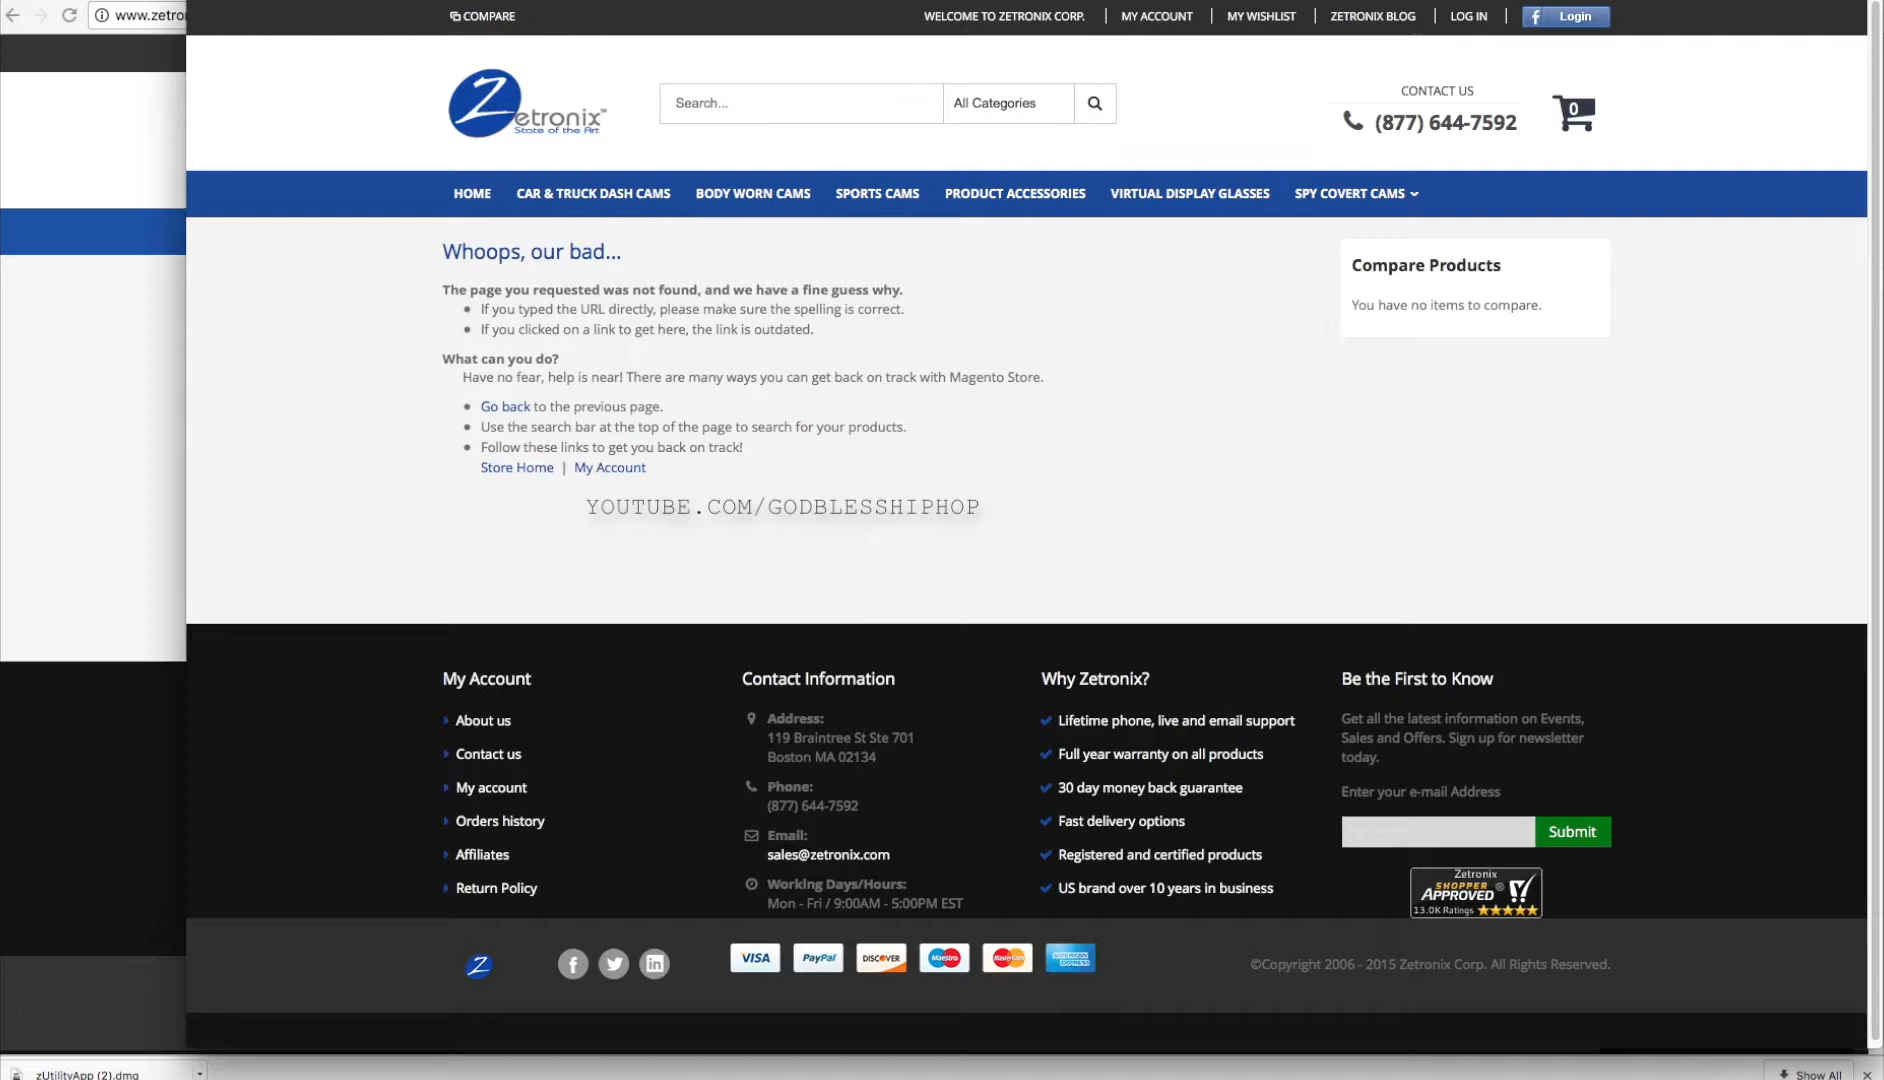 www.zetro
COMPARE
WELCOME TO ZETRONIX CORP.
MY ACCOUNT
MY WISHLIST
ZETRONIX BLOG
LOG IN
f Login
Zetronix™
State of the Art
Search...
All Categories
CONTACT US
(877) 644-7592
0
HOME
CAR & TRUCK DASH CAMS
BODY WORN CAMS
SPORTS CAMS
PRODUCT ACCESSORIES
VIRTUAL DISPLAY GLASSES
SPY COVERT CAMS
Whoops, our bad...
The page you requested was not found, and we have a fine guess why.
If you typed the URL directly, please make sure the spelling is correct.
If you clicked on a link to get here, the link is outdated.
What can you do?
Have no fear, help is near! There are many ways you can get back on track with Magento Store.
Go back to the previous page.
Use the search bar at the top of the page to search for your products.
Follow these links to get you back on track!
Store Home | My Account
Compare Products
You have no items to compare.
YOUTUBE.COM/GODBLESSHIPHOP
My Account
About us
Contact us
My account
Orders history
Affiliates
Return Policy
Contact Information
Address:
119 Braintree St Ste 701
Boston MA 02134
Phone:
(877) 644-7592
Email:
sales@zetronix.com
Working Days/Hours:
Mon - Fri / 9:00AM - 5:00PM EST
Why Zetronix?
Lifetime phone, live and email support
Full year warranty on all products
30 day money back guarantee
Fast delivery options
Registered and certified products
US brand over 10 years in business
Be the First to Know
Get all the latest information on Events,
Sales and Offers. Sign up for newsletter
today.
Enter your e-mail Address
Submit
Zetronix
SHOPPER
APPROVED®
13.0K Ratings
Z
f
in
VISA
PayPal
DISCOVER
Maestro
MasterCard
AMERICAN
EXPRESS
©Copyright 2006 - 2015 Zetronix Corp. All Rights Reserved.
zUtilityApp (2).dmg
Show All